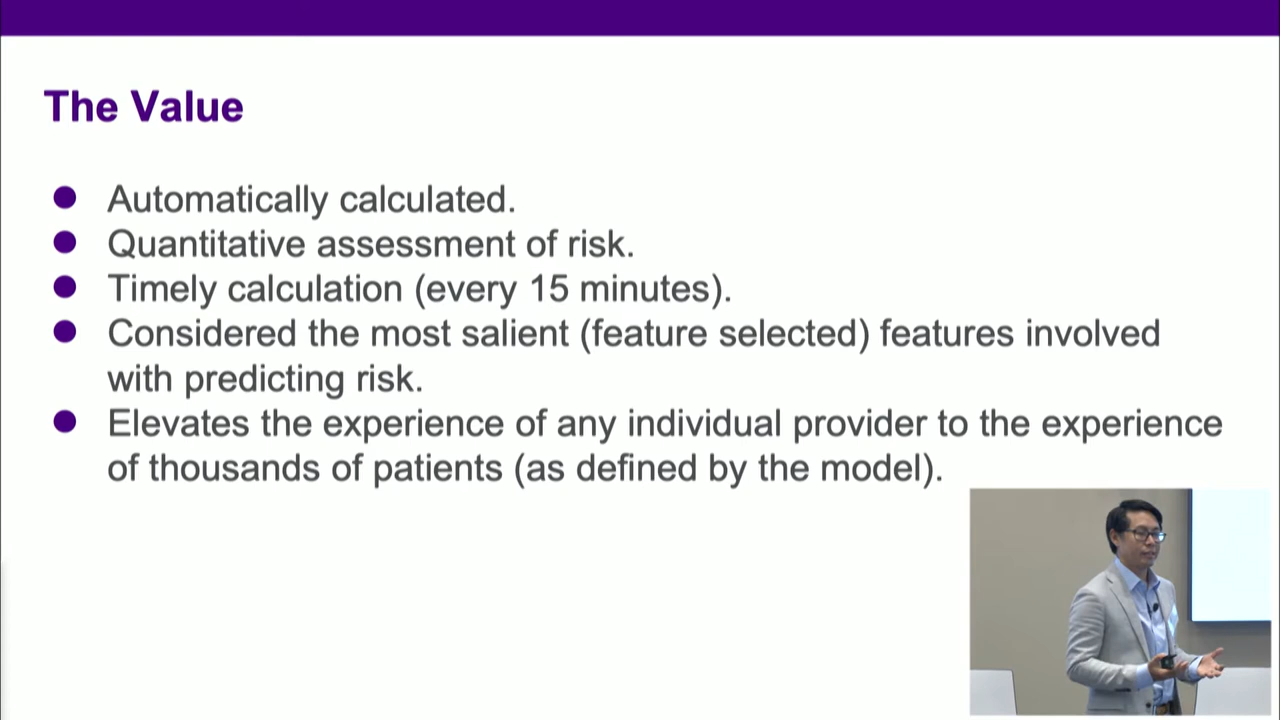 The Value
Automatically calculated.
Quantitative assessment of risk.
Timely calculation (every 15 minutes).
Considered the most salient (feature selected) features involved
with predicting risk.
Elevates the experience of any individual provider to the experience
of thousands of patients (as defined by the model).